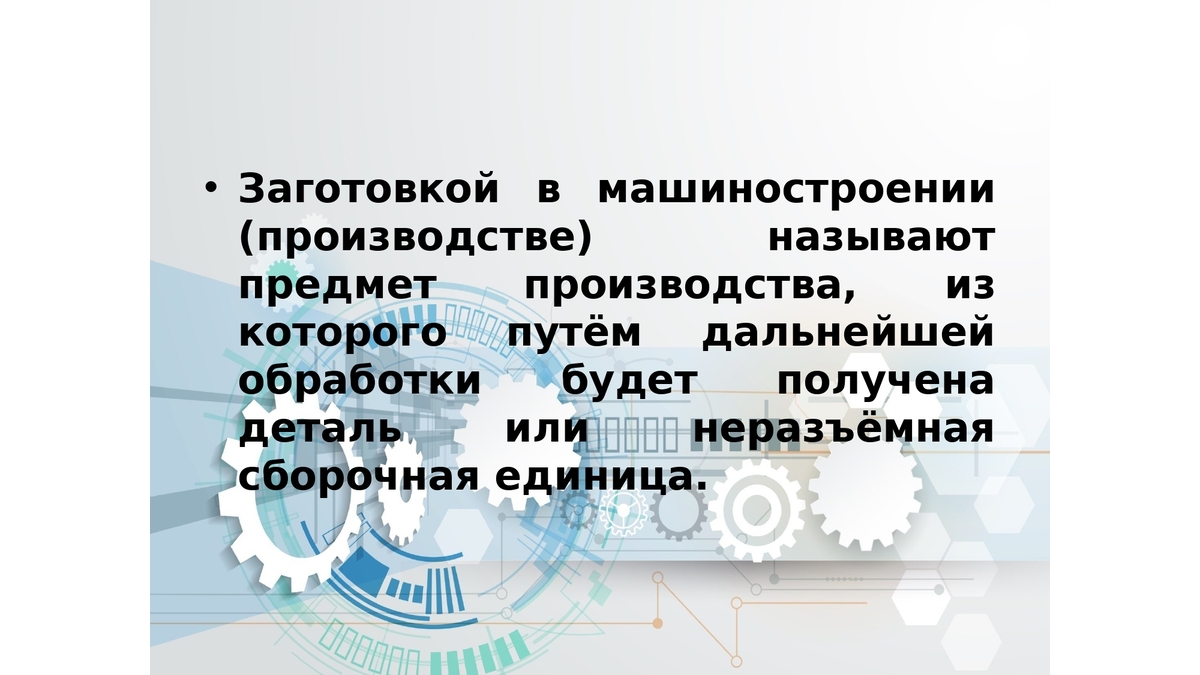 • Заготовкой в машиностроении
(производстве) называют
предмет производства, из
которого путём дальнейшей
обработки будет получена
деталь или неразъёмная
сборочная единица.